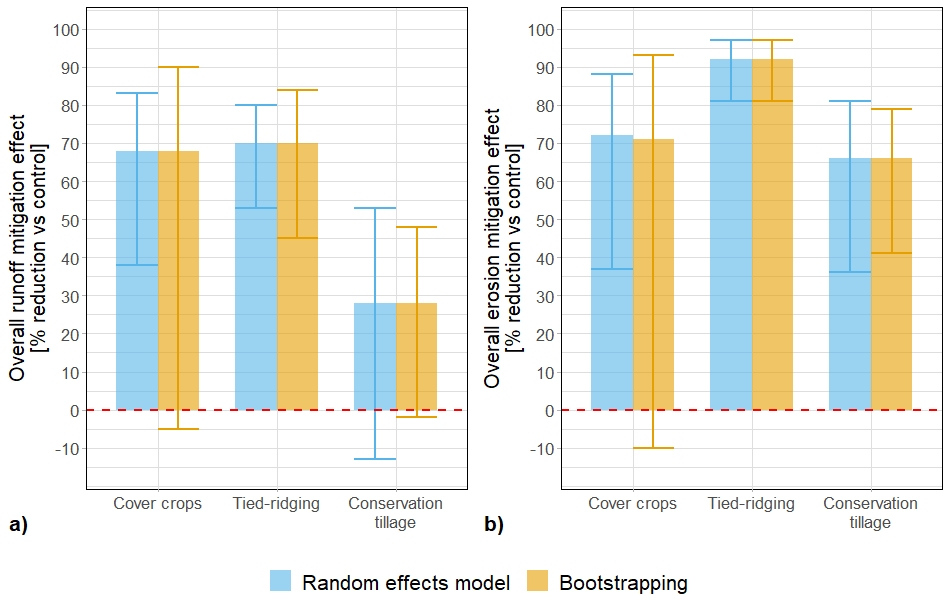 Overall runoff mitigation effect
[% reduction vs control]
100
90
80
70
60
50
40
30
20
10
0
-10
Cover crops
Tied-ridging
Conservation
tillage
a)
Overall erosion mitigation effect
[% reduction vs control]
100
90
80
70
60
50
40
30
20
10
0
-10
Cover crops
Tied-ridging
Conservation
tillage
b)
Random effects model
Bootstrapping